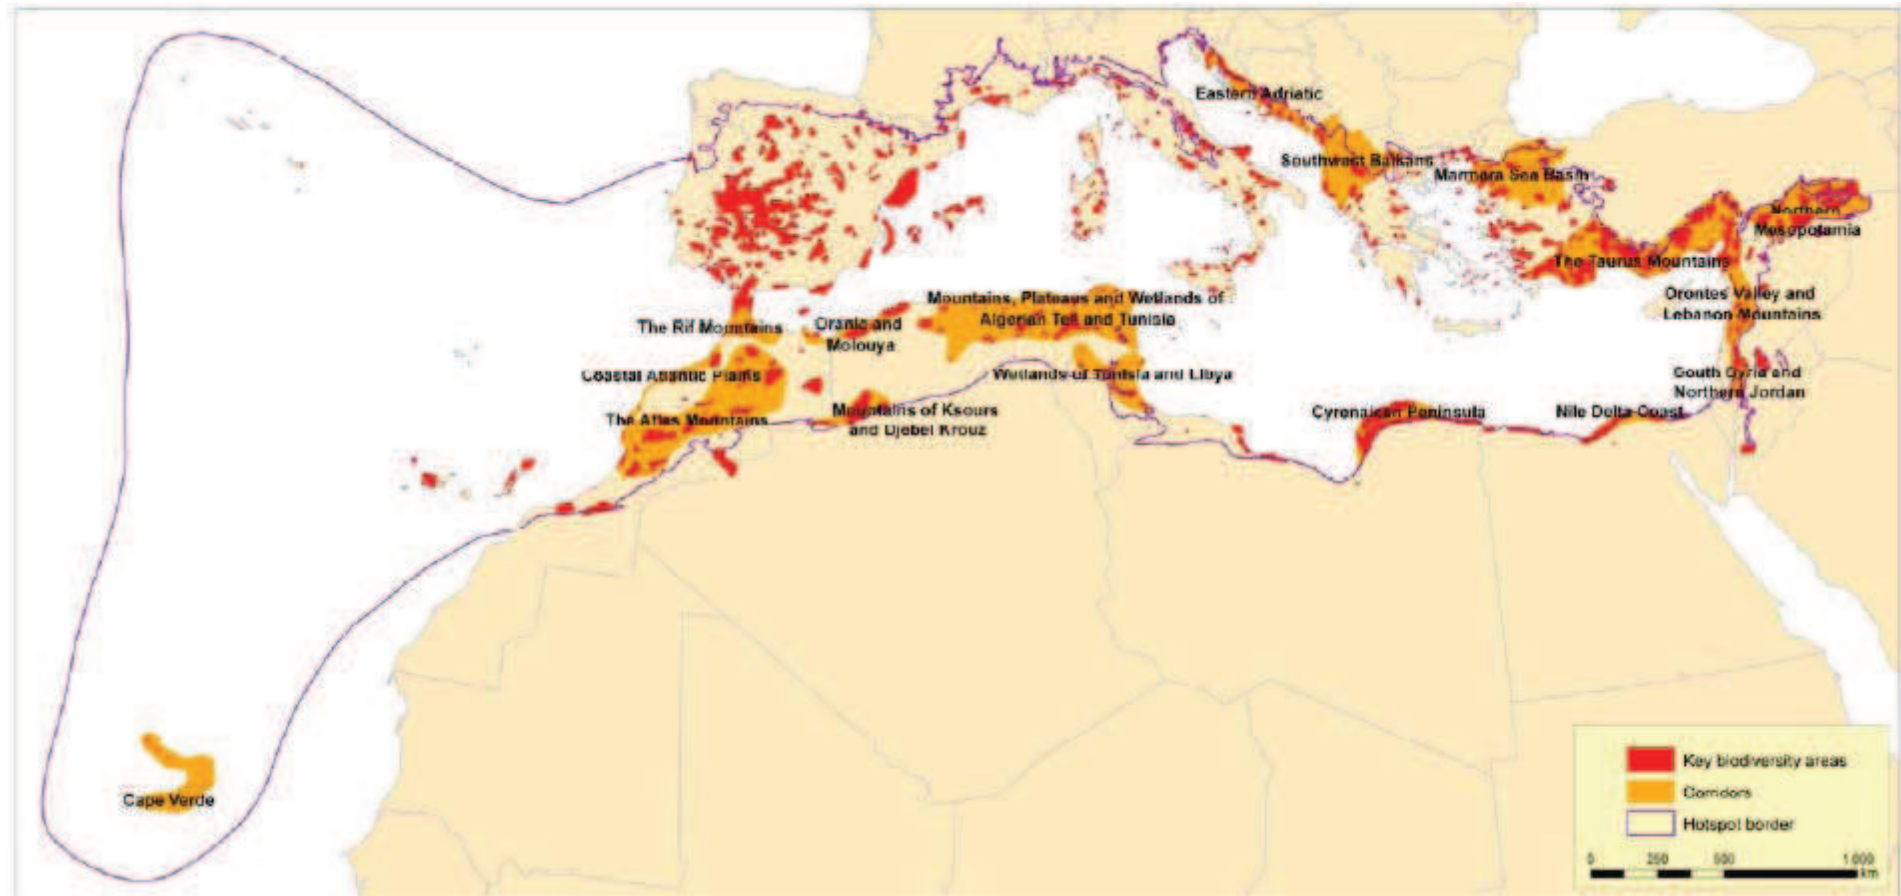 Eastern Adriatic
Southwest Balkans
Marmara Sea Basin
Northern
Mesopotamia
The Taurus Mountains
Orontes Valley and
Lebanon Mountains
Mountains, Plateaus and Wetlands of
Algerian Tell and Tunisia
The Rif Mountains
Oranie and
Molouya
Coastal Atlantic Plains
Wetlands of Tunisia and Libya
South Syria and
Northern Jordan
The Atlas Mountains
Mountains of Ksours
and Djebel Krouz
Cyrenaican Peninsula
Nile Delta Coast
Cape Verde
Key biodiversity areas
Corridors
Hotspot border
0 250 500 1 000
km